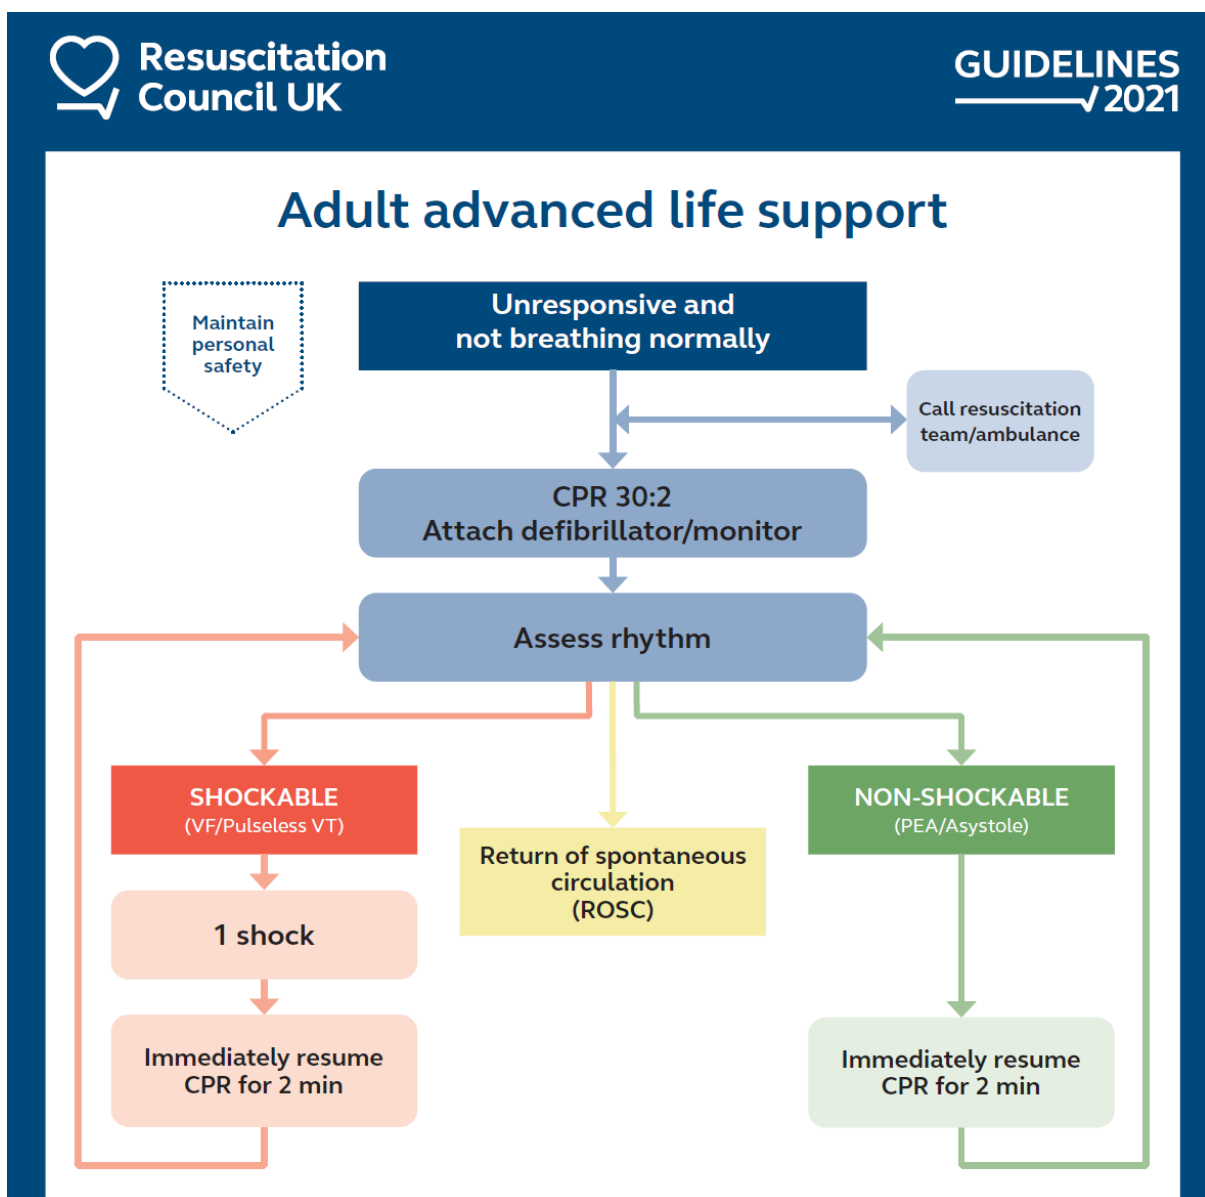 Resuscitation
Council UK
GUIDELINES
2021
Adult advanced life support
Maintain
personal
safety
Unresponsive and
not breathing normally
Call resuscitation
team/ambulance
CPR 30:2
Attach defibrillator/monitor
Assess rhythm
SHOCKABLE
(VF/Pulseless VT)
Return of spontaneous
circulation
(ROSC)
NON-SHOCKABLE
(PEA/Asystole)
1 shock
Immediately resume
CPR for 2 min
Immediately resume
CPR for 2 min